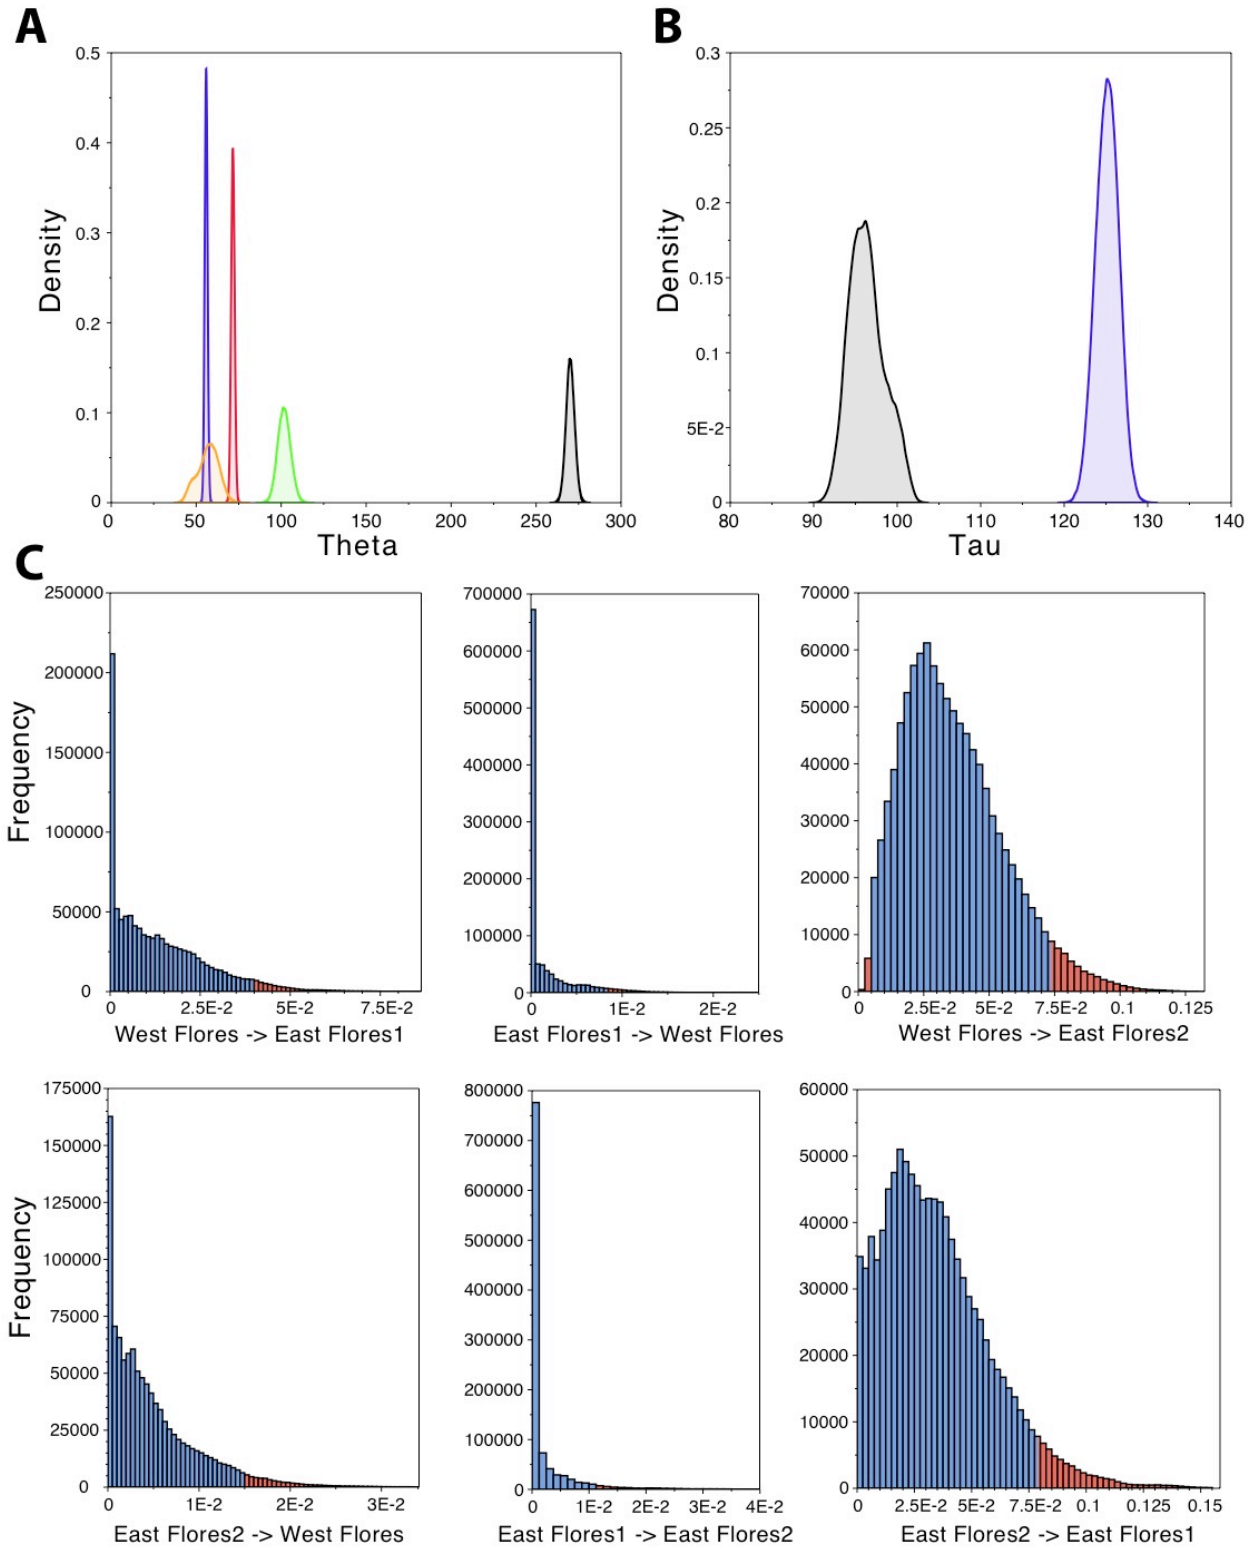 A
0.5
0.4
0.3
0.2
0.1
0
Density
0 50 100 150 200 250 300
Theta
B
0.3
0.25
0.2
0.15
0.1
5E-2
0
Density
80 90 100 110 120 130 140
Tau
C
250000
200000
150000
100000
50000
0
Frequency
0 2.5E-2 5E-2 7.5E-2
West Flores -> East Flores1
700000
600000
500000
400000
300000
200000
100000
0
0 1E-2 2E-2
East Flores1 -> West Flores
70000
60000
50000
40000
30000
20000
10000
0
0 2.5E-2 5E-2 7.5E-2 0.1 0.125
West Flores -> East Flores2
175000
150000
125000
100000
75000
50000
25000
0
Frequency
0 1E-2 2E-2 3E-2
East Flores2 -> West Flores
800000
700000
600000
500000
400000
300000
200000
100000
0
0 1E-2 2E-2 3E-2 4E-2
East Flores1 -> East Flores2
60000
50000
40000
30000
20000
10000
0
0 2.5E-2 5E-2 7.5E-2 0.1 0.125 0.15
East Flores2 -> East Flores1